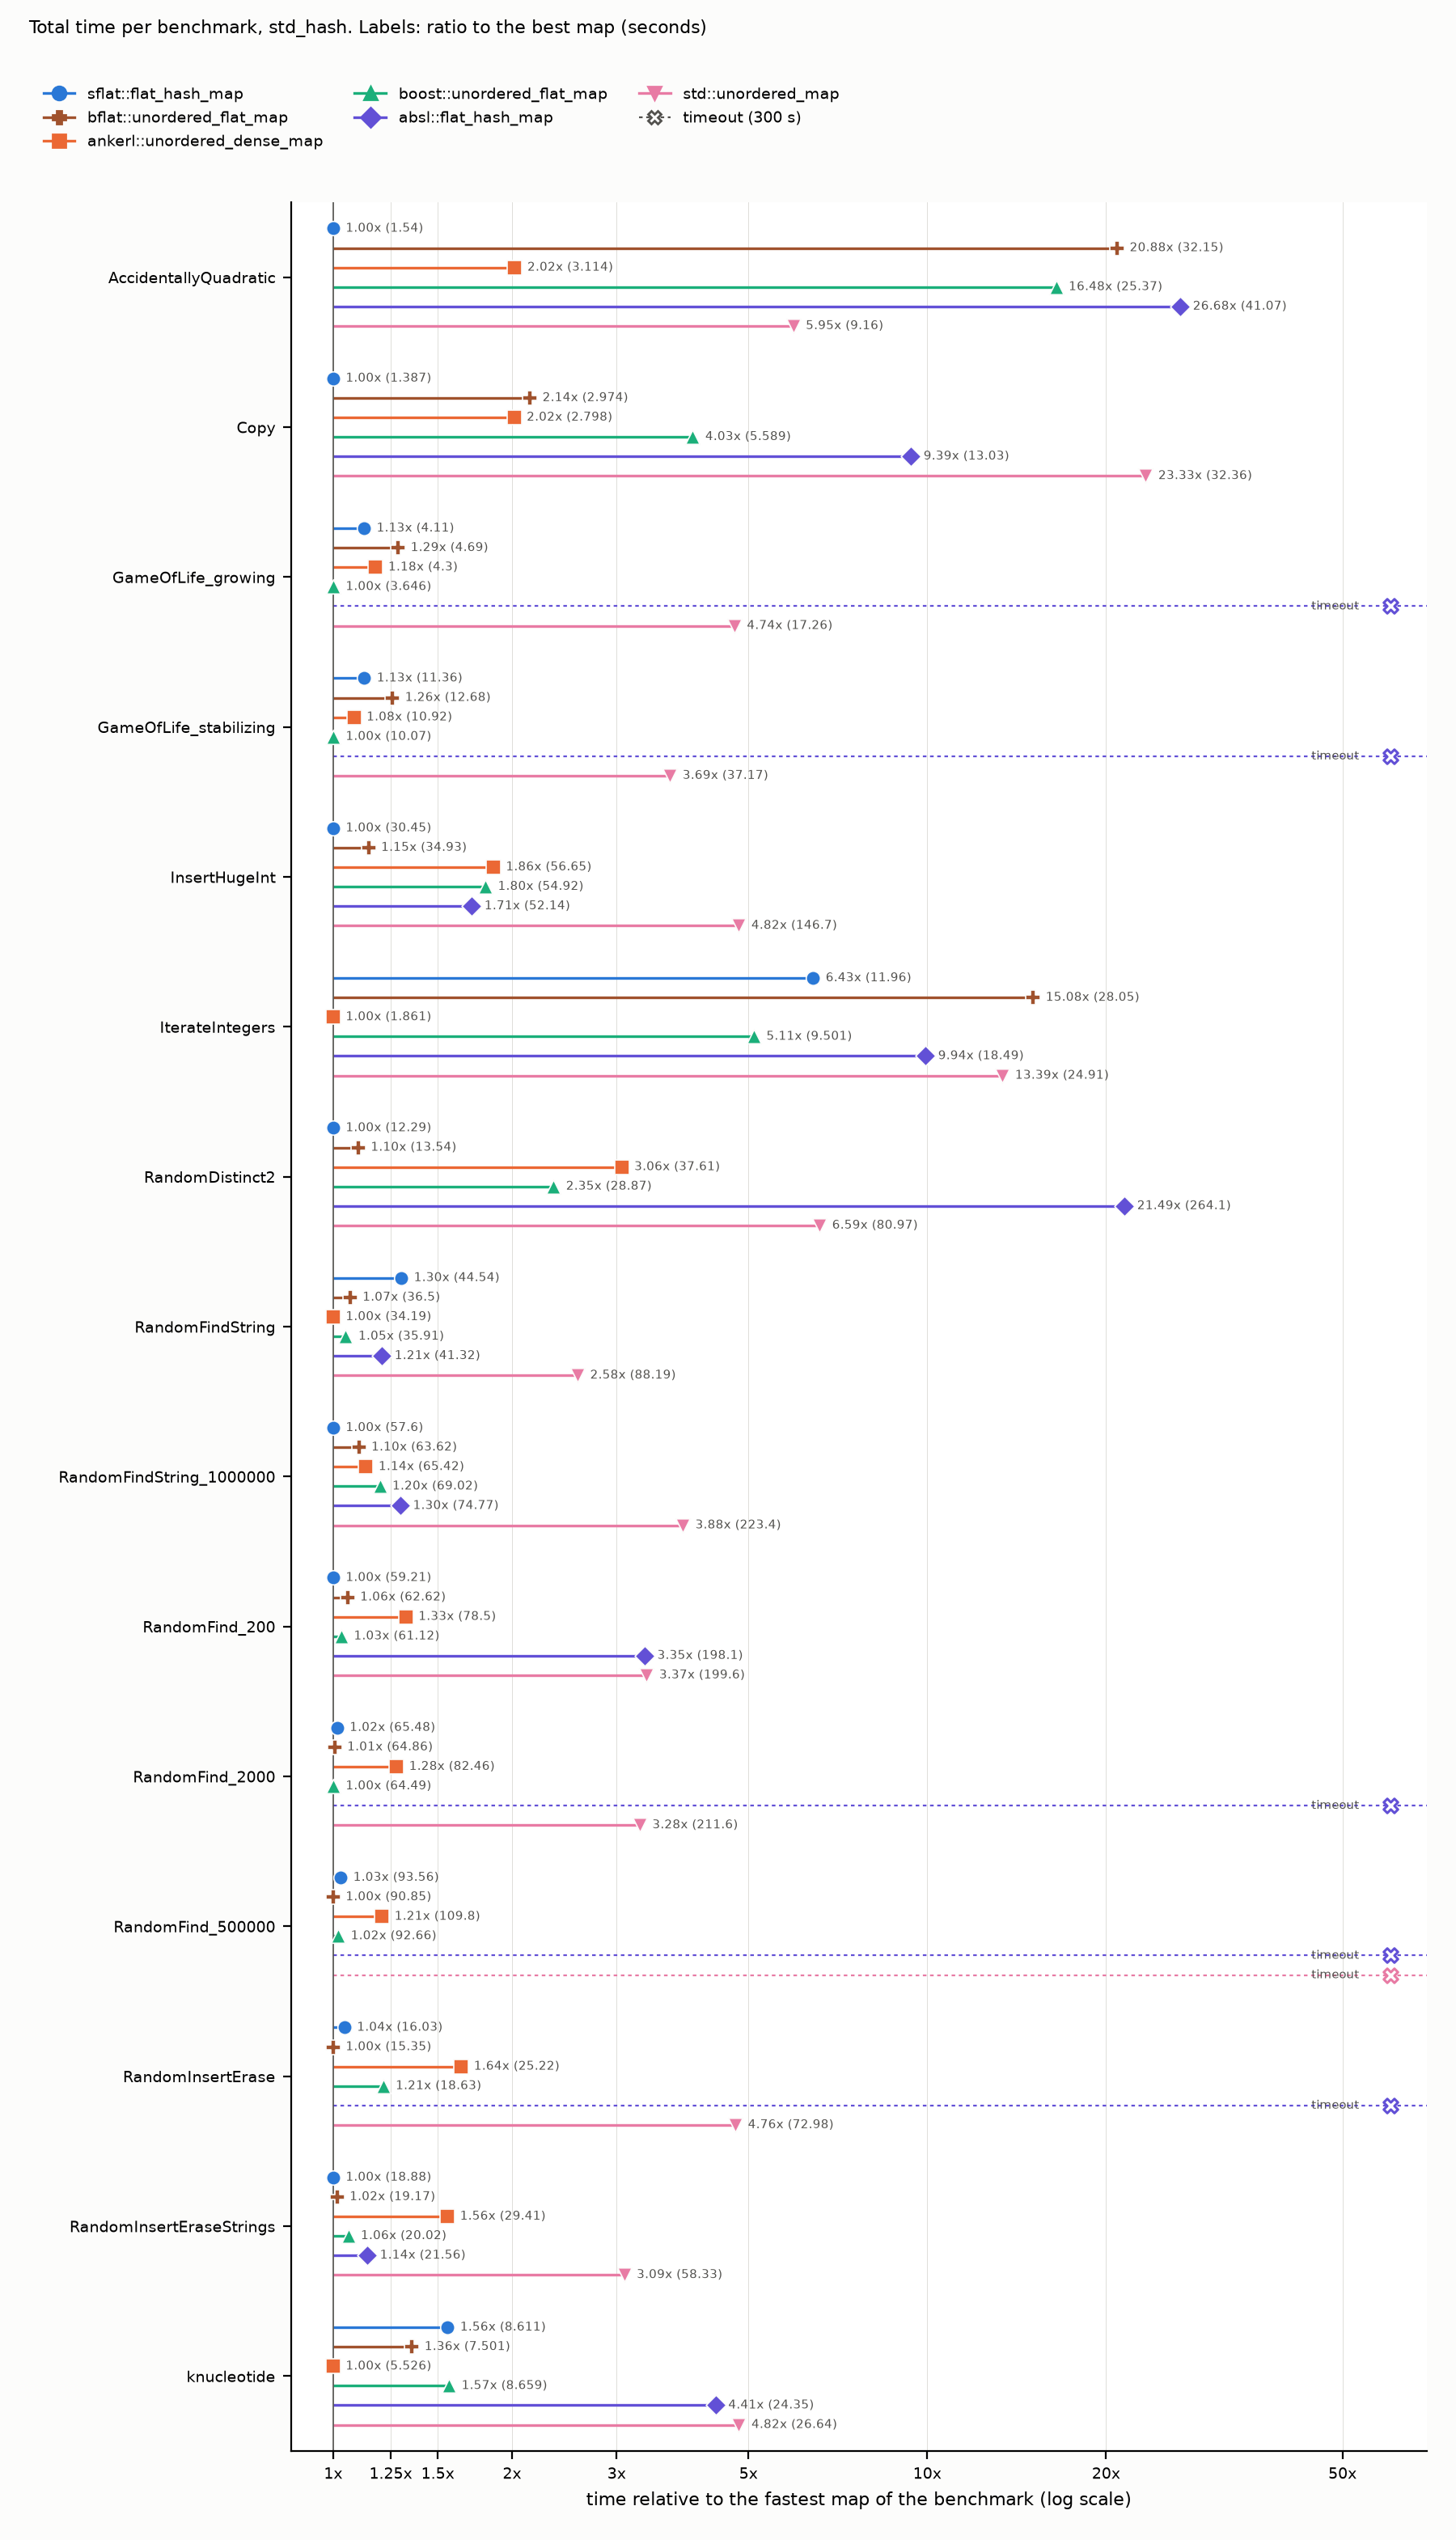 Total time per benchmark, std_hash. Labels: ratio to the best map (seconds)
sflat::flat_hash_map
bflat::unordered_flat_map
ankerl::unordered_dense_map
boost::unordered_flat_map
absl::flat_hash_map
std::unordered_map
timeout (300 s)
AccidentallyQuadratic
1.00x (1.54)
20.88x (32.15)
2.02x (3.114)
16.48x (25.37)
26.68x (41.07)
5.95x (9.16)
Copy
1.00x (1.387)
2.14x (2.974)
2.02x (2.798)
4.03x (5.589)
9.39x (13.03)
23.33x (32.36)
GameOfLife_growing
1.13x (4.11)
1.29x (4.69)
1.18x (4.3)
1.00x (3.646)
timeout
4.74x (17.26)
GameOfLife_stabilizing
1.13x (11.36)
1.26x (12.68)
1.08x (10.92)
1.00x (10.07)
timeout
3.69x (37.17)
InsertHugeInt
1.00x (30.45)
1.15x (34.93)
1.86x (56.65)
1.80x (54.92)
1.71x (52.14)
4.82x (146.7)
IterateIntegers
6.43x (11.96)
15.08x (28.05)
1.00x (1.861)
5.11x (9.501)
9.94x (18.49)
13.39x (24.91)
RandomDistinct2
1.00x (12.29)
1.10x (13.54)
3.06x (37.61)
2.35x (28.87)
21.49x (264.1)
6.59x (80.97)
RandomFindString
1.30x (44.54)
1.07x (36.5)
1.00x (34.19)
1.05x (35.91)
1.21x (41.32)
2.58x (88.19)
RandomFindString_1000000
1.00x (57.6)
1.10x (63.62)
1.14x (65.42)
1.20x (69.02)
1.30x (74.77)
3.88x (223.4)
RandomFind_200
1.00x (59.21)
1.06x (62.62)
1.33x (78.5)
1.03x (61.12)
3.35x (198.1)
3.37x (199.6)
RandomFind_2000
1.02x (65.48)
1.01x (64.86)
1.28x (82.46)
1.00x (64.49)
timeout
3.28x (211.6)
RandomFind_500000
1.03x (93.56)
1.00x (90.85)
1.21x (109.8)
1.02x (92.66)
timeout
timeout
RandomInsertErase
1.04x (16.03)
1.00x (15.35)
1.64x (25.22)
1.21x (18.63)
timeout
4.76x (72.98)
RandomInsertEraseStrings
1.00x (18.88)
1.02x (19.17)
1.56x (29.41)
1.06x (20.02)
1.14x (21.56)
3.09x (58.33)
knucleotide
1.56x (8.611)
1.36x (7.501)
1.00x (5.526)
1.57x (8.659)
4.41x (24.35)
4.82x (26.64)
1x 1.25x 1.5x 2x 3x 5x 10x 20x 50x
time relative to the fastest map of the benchmark (log scale)